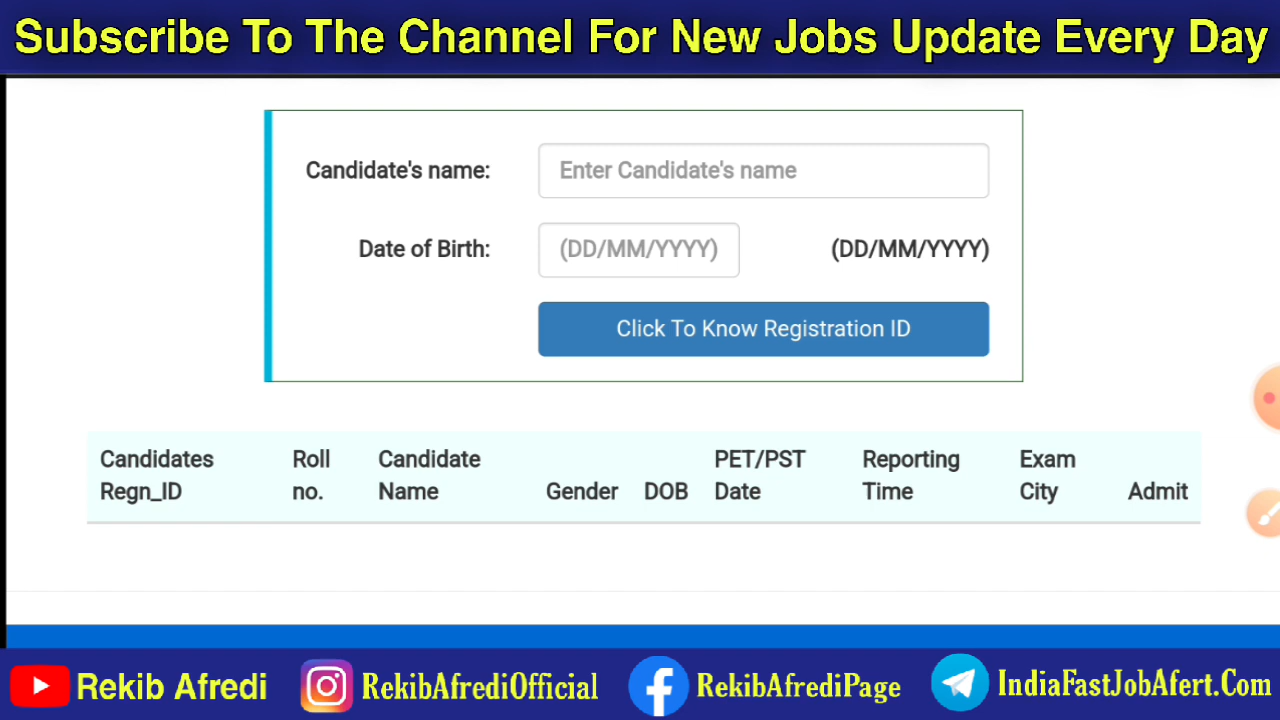 Subscribe To The Channel For New Jobs Update Every Day
Candidate's name: Enter Candidate's name
Date of Birth: (DD/MM/YYYY) (DD/MM/YYYY)
Click To Know Registration ID
Candidates Regn_ID Roll no. Candidate Name Gender DOB PET/PST Date Reporting Time Exam City Admit
Rekib Afredi RekibAfrediOfficial RekibAfrediPage IndiaFastJobAfert.Com